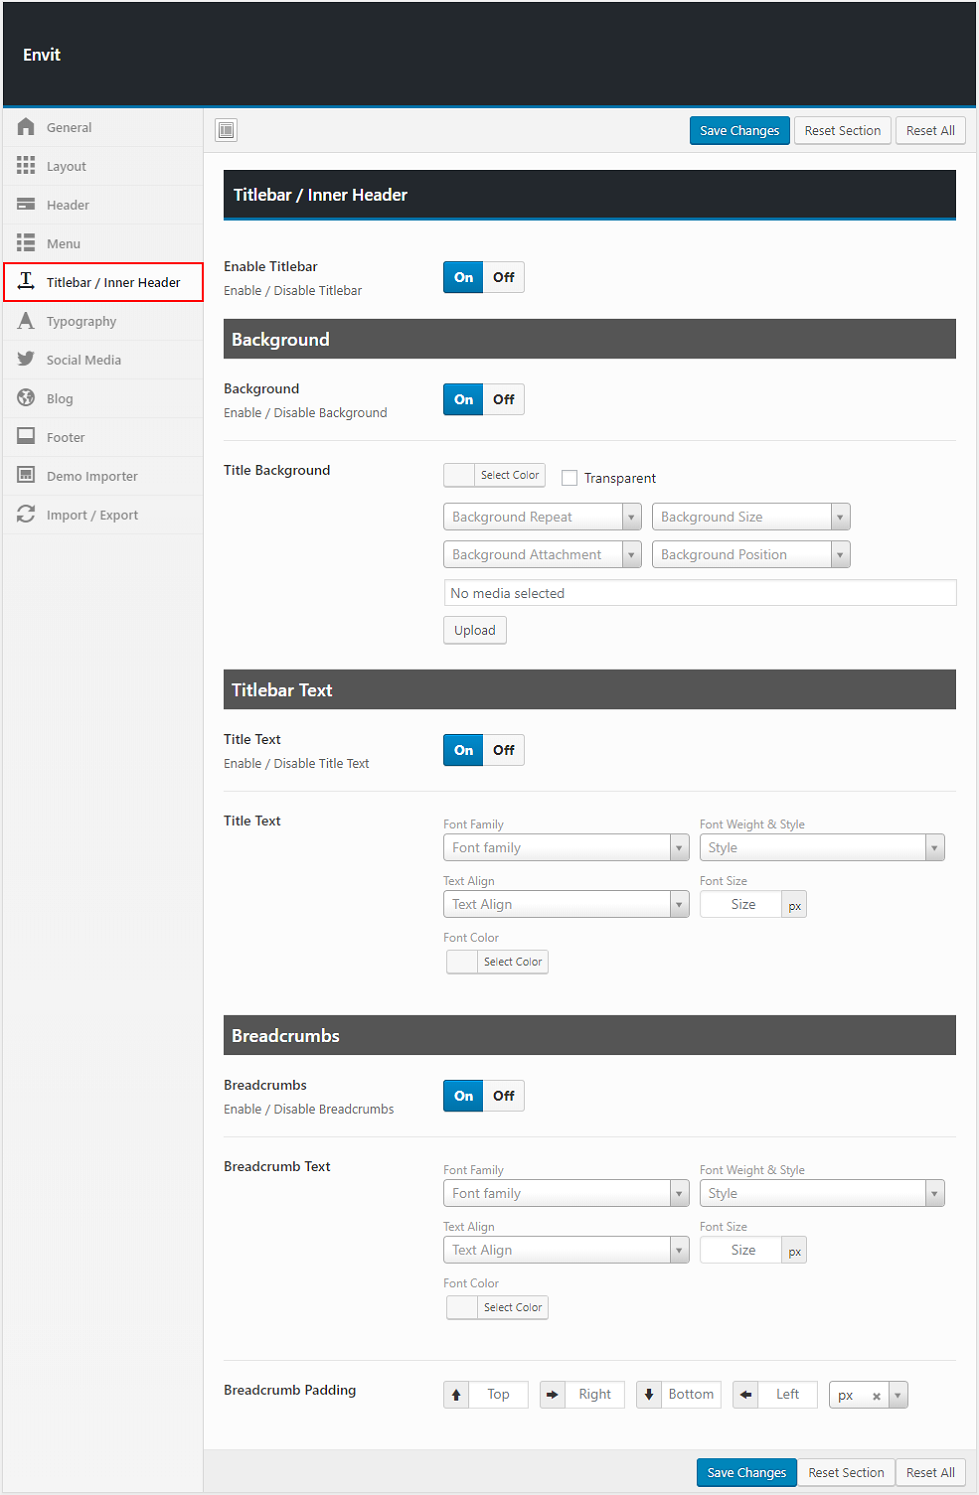 Envit
General
Layout
Header
Menu
Titlebar / Inner Header
Typography
Social Media
Blog
Footer
Demo Importer
Import / Export
Save Changes Reset Section Reset All
Titlebar / Inner Header
Enable Titlebar
Enable / Disable Titlebar
On Off
Background
Background
Enable / Disable Background
On Off
Title Background
Select Color Transparent
Background Repeat Background Size
Background Attachment Background Position
No media selected
Upload
Titlebar Text
Title Text
Enable / Disable Title Text
On Off
Title Text
Font Family Font Weight & Style
Font family Style
Text Align Font Size
Text Align Size px
Font Color
Select Color
Breadcrumbs
Breadcrumbs
Enable / Disable Breadcrumbs
On Off
Breadcrumb Text
Font Family Font Weight & Style
Font family Style
Text Align Font Size
Text Align Size px
Font Color
Select Color
Breadcrumb Padding
Top Right Bottom Left px
Save Changes Reset Section Reset All